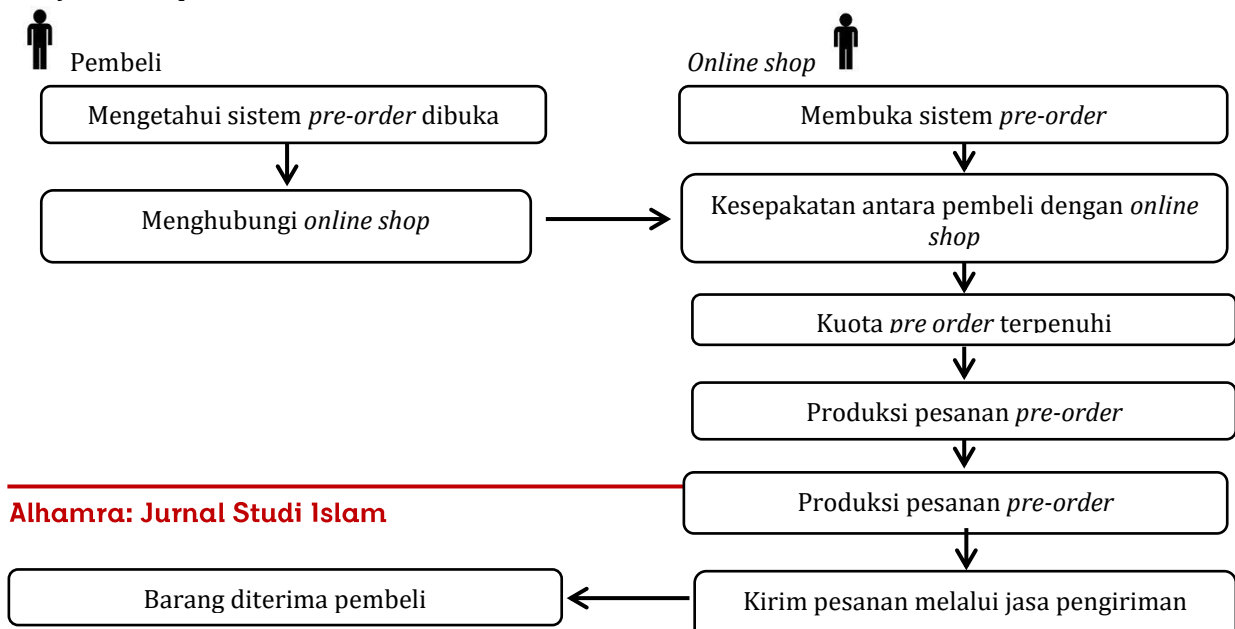 Pembeli
Online shop
Mengetahui sistem pre-order dibuka
Membuka sistem pre-order
Menghubungi online shop
Kesepakatan antara pembeli dengan online
shop
Kuota pre order terpenuhi
Produksi pesanan pre-order
Produksi pesanan pre-order
Alhamra: Jurnal Studi Islam
Barang diterima pembeli
Kirim pesanan melalui jasa pengiriman